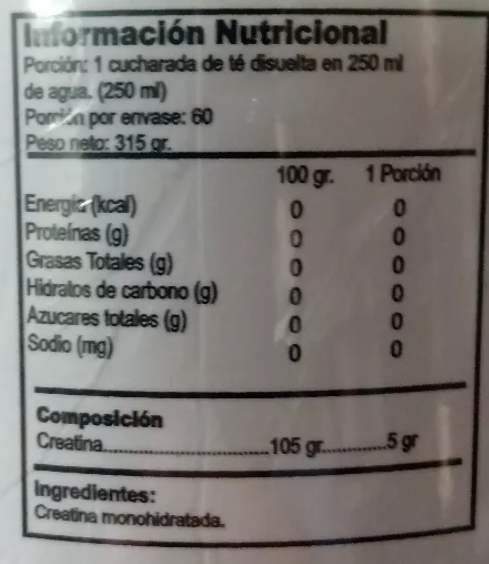 Información Nutricional
Porción: 1 cucharada de té disuelta en 250 ml
de agua. (250 ml)
Porción por envase: 60
Peso neto: 315 gr.
100 gr. 1 Porción
Energía (kcal) 0 0
Proteínas (g) 0 0
Grasas Totales (g) 0 0
Hidratos de carbono (g) 0 0
Azucares totales (g) 0 0
Sodio (mg) 0 0
Composición
Creatina..............................105 gr..............5 gr
Ingredientes:
Creatina monohidratada.